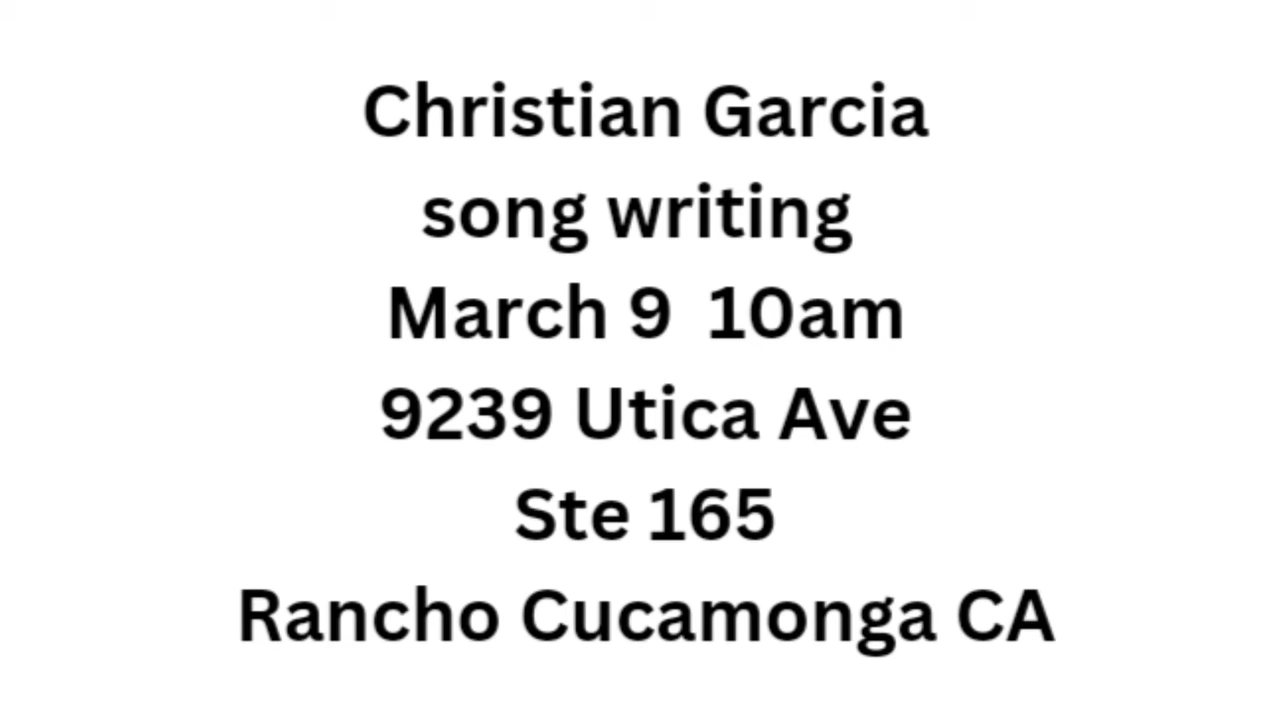 Christian Garcia
song writing
March 9  10am
9239 Utica Ave
Ste 165
Rancho Cucamonga CA